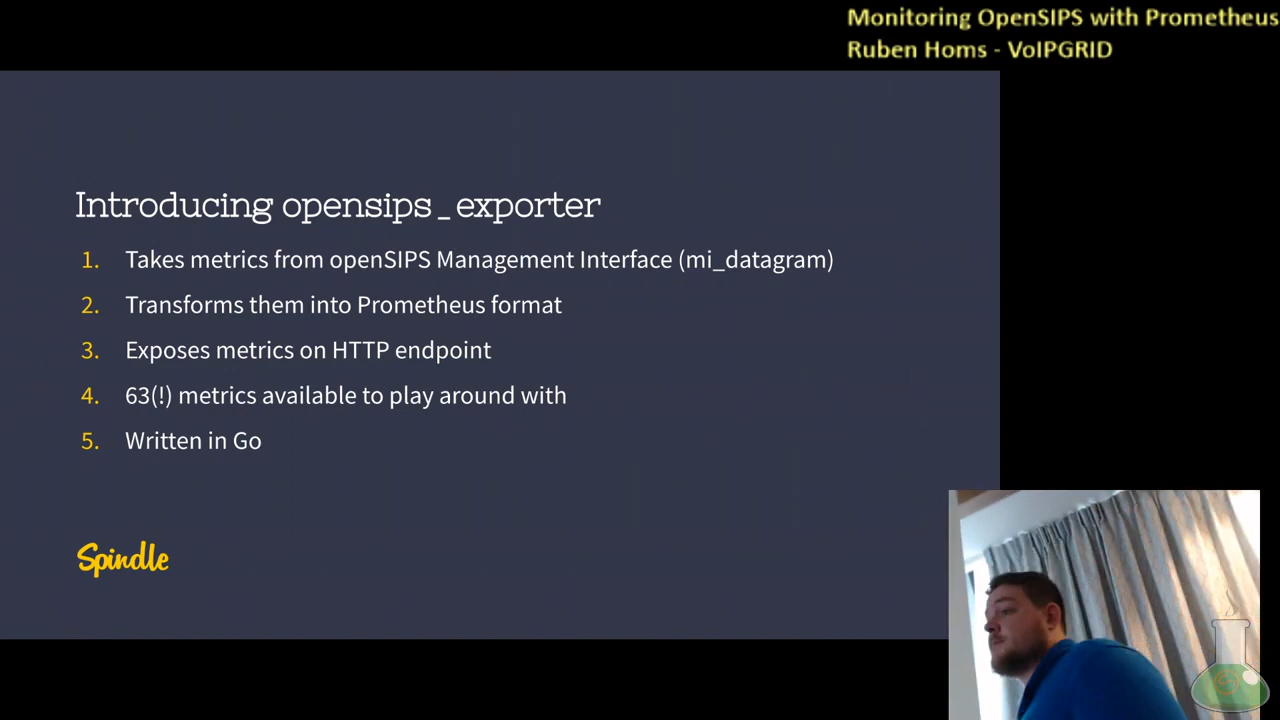 Monitoring OpenSIPS with Prometheus
Ruben Homs - VoIPGRID
Introducing opensips_exporter
1. Takes metrics from openSIPS Management Interface (mi_datagram)
2. Transforms them into Prometheus format
3. Exposes metrics on HTTP endpoint
4. 63(!) metrics available to play around with
5. Written in Go
Spindle